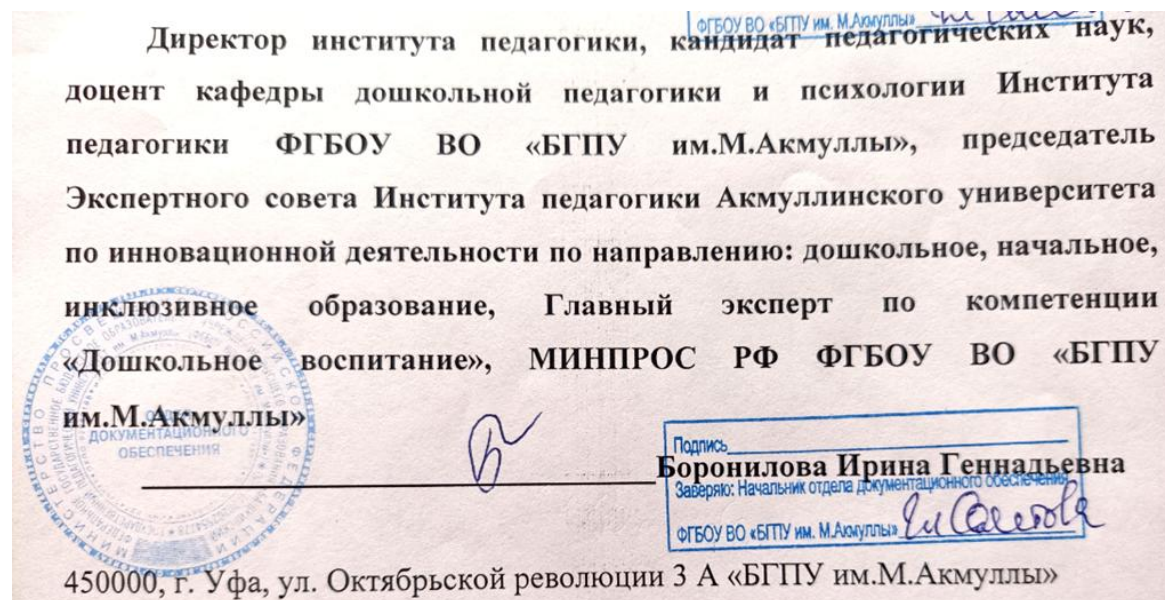 ФГБОУ ВО «БГПУ им. М.Акмуллы»
Директор института педагогики, кандидат педагогических наук,
доцент кафедры дошкольной педагогики и психологии Института
педагогики ФГБОУ ВО «БГПУ им.М.Акмуллы», председатель
Экспертного совета Института педагогики Акмуллинского университета
по инновационной деятельности по направлению: дошкольное, начальное,
инклюзивное образование, Главный эксперт по компетенции
«Дошкольное воспитание», МИНПРОС РФ ФГБОУ ВО «БГПУ
им.М.Акмуллы»
ОТДЕЛ
ДОКУМЕНТАЦИОННОГО
ОБЕСПЕЧЕНИЯ
Подпись
Боронилова Ирина Геннадьевна
Заверяю: Начальник отдела документационного обеспечения
ФГБОУ ВО «БГПУ им. М.Акмуллы»
450000, г. Уфа, ул. Октябрьской революции 3 А «БГПУ им.М.Акмуллы»